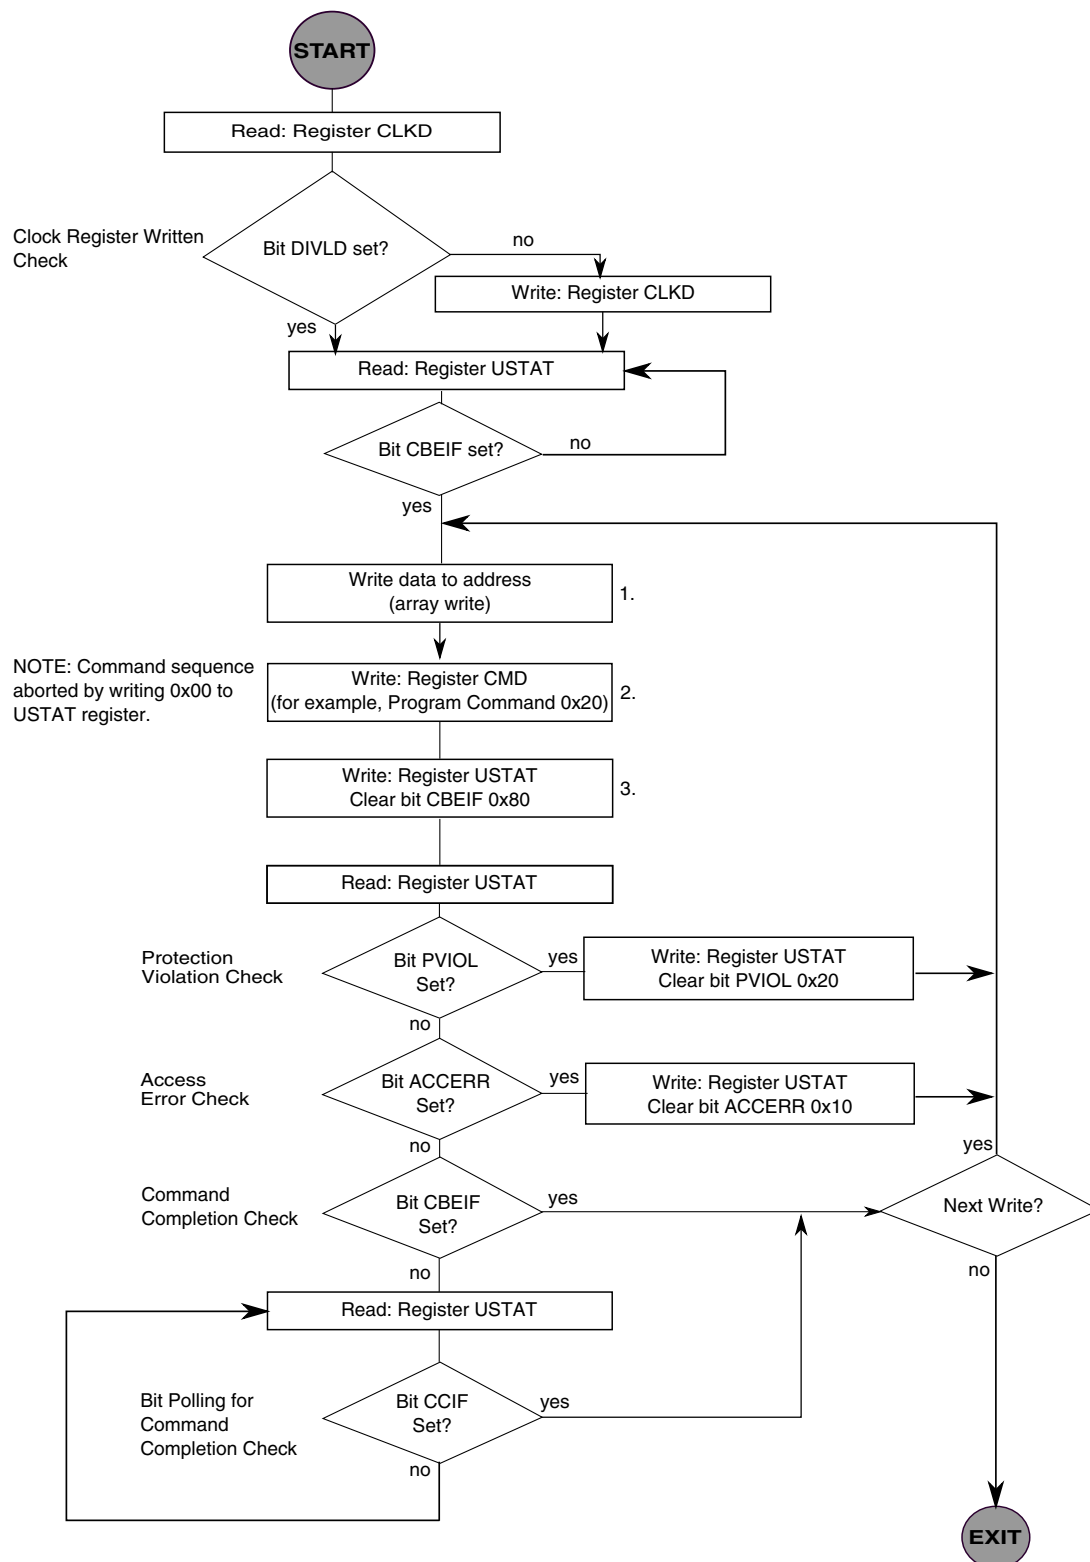 START
Read: Register CLKD
Clock Register Written
Check
Bit DIVLD set?
no
Write: Register CLKD
yes
Read: Register USTAT
Bit CBEIF set?
no
yes
Write data to address
(array write)
1.
NOTE: Command sequence
aborted by writing 0x00 to
USTAT register.
Write: Register CMD
(for example, Program Command 0x20)
2.
Write: Register USTAT
Clear bit CBEIF 0x80
3.
Read: Register USTAT
Protection
Violation Check
Bit PVIOL
Set?
yes
Write: Register USTAT
Clear bit PVIOL 0x20
no
Access
Error Check
Bit ACCERR
Set?
yes
Write: Register USTAT
Clear bit ACCERR 0x10
no
yes
Command
Completion Check
Bit CBEIF
Set?
yes
Next Write?
no
no
Read: Register USTAT
Bit Polling for
Command
Completion Check
Bit CCIF
Set?
yes
no
EXIT